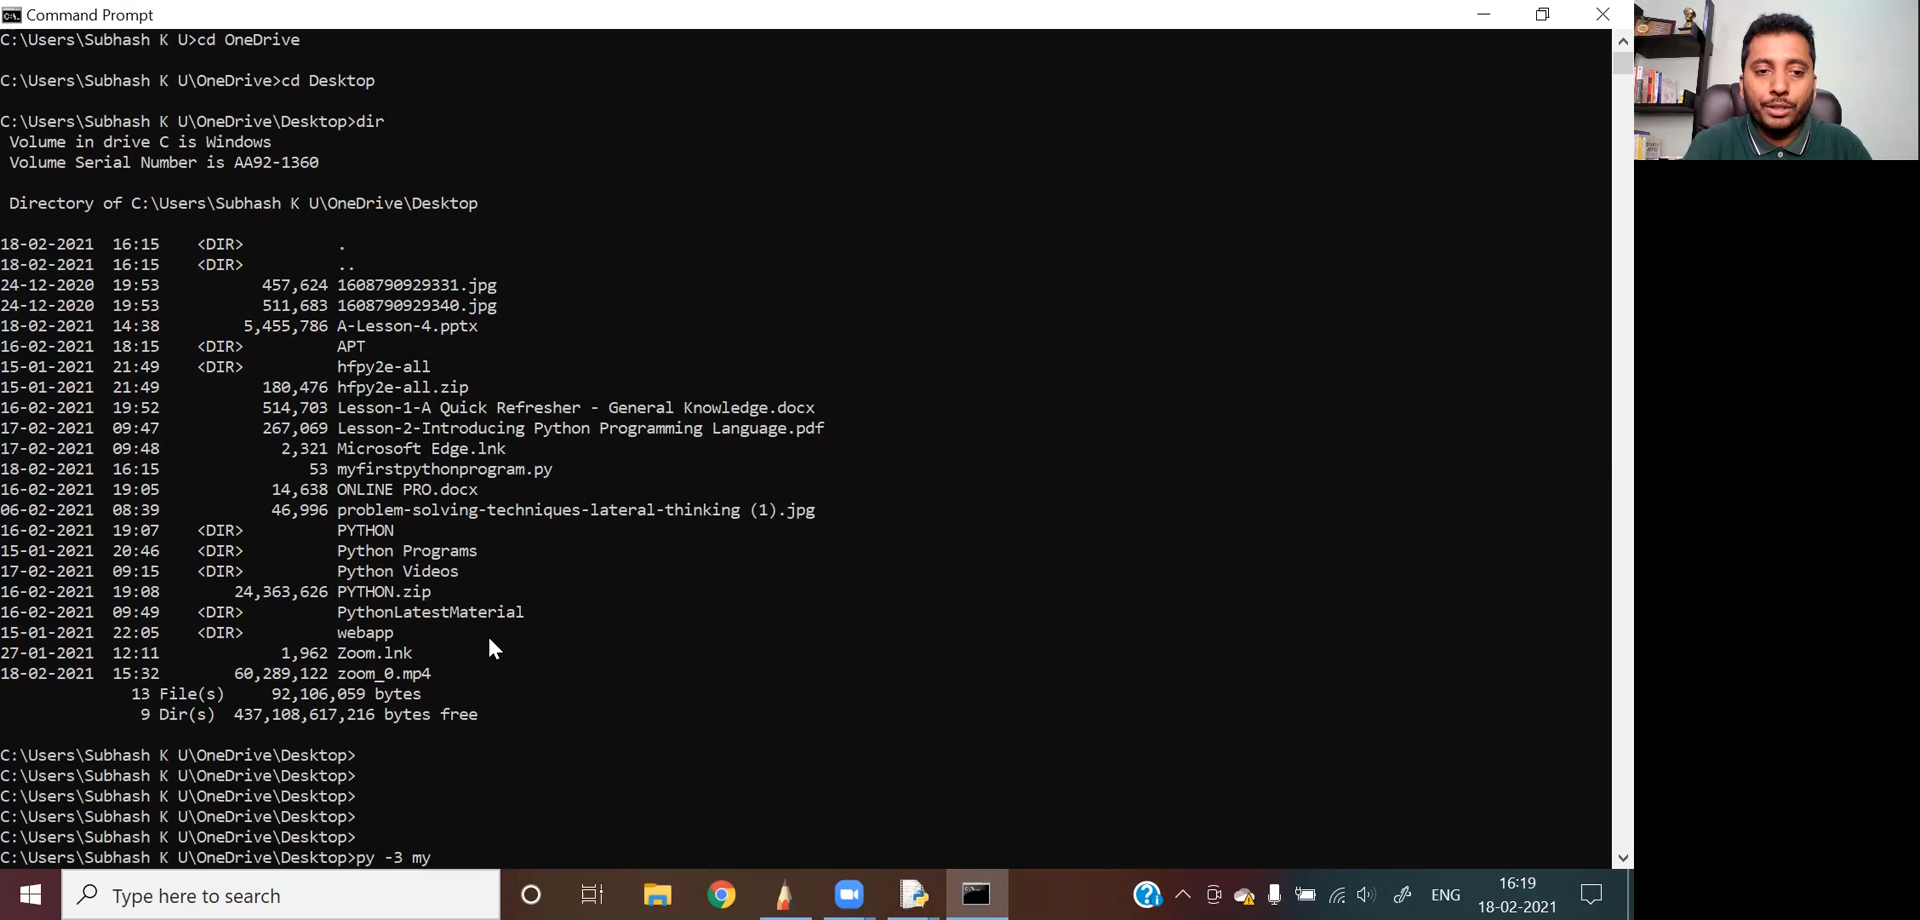 Command Prompt
C:\Users\Subhash K U>cd OneDrive
C:\Users\Subhash K U\OneDrive>cd Desktop
C:\Users\Subhash K U\OneDrive\Desktop>dir
Volume in drive C is Windows
Volume Serial Number is AA92-1360
Directory of C:\Users\Subhash K U\OneDrive\Desktop
18-02-2021 16:15 <DIR> .
18-02-2021 16:15 <DIR> ..
24-12-2020 19:53 457,624 1608790929331.jpg
24-12-2020 19:53 511,683 1608790929340.jpg
18-02-2021 14:38 5,455,786 A-Lesson-4.pptx
16-02-2021 18:15 <DIR> APT
15-01-2021 21:49 <DIR> hfpy2e-all
15-01-2021 21:49 180,476 hfpy2e-all.zip
16-02-2021 19:52 514,703 Lesson-1-A Quick Refresher - General Knowledge.docx
17-02-2021 09:47 267,069 Lesson-2-Introducing Python Programming Language.pdf
17-02-2021 09:48 2,321 Microsoft Edge.lnk
18-02-2021 16:15 53 myfirstpythonprogram.py
16-02-2021 19:05 14,638 ONLINE PRO.docx
06-02-2021 08:39 46,996 problem-solving-techniques-lateral-thinking (1).jpg
16-02-2021 19:07 <DIR> PYTHON
15-01-2021 20:46 <DIR> Python Programs
17-02-2021 09:15 <DIR> Python Videos
16-02-2021 19:08 24,363,626 PYTHON.zip
16-02-2021 09:49 <DIR> PythonLatestMaterial
15-01-2021 22:05 <DIR> webapp
27-01-2021 12:11 1,962 Zoom.lnk
18-02-2021 15:32 60,289,122 zoom_0.mp4
13 File(s) 92,106,059 bytes
9 Dir(s) 437,108,617,216 bytes free
C:\Users\Subhash K U\OneDrive\Desktop>
C:\Users\Subhash K U\OneDrive\Desktop>
C:\Users\Subhash K U\OneDrive\Desktop>
C:\Users\Subhash K U\OneDrive\Desktop>
C:\Users\Subhash K U\OneDrive\Desktop>
C:\Users\Subhash K U\OneDrive\Desktop>py -3 my
Type here to search
ENG
16:19
18-02-2021